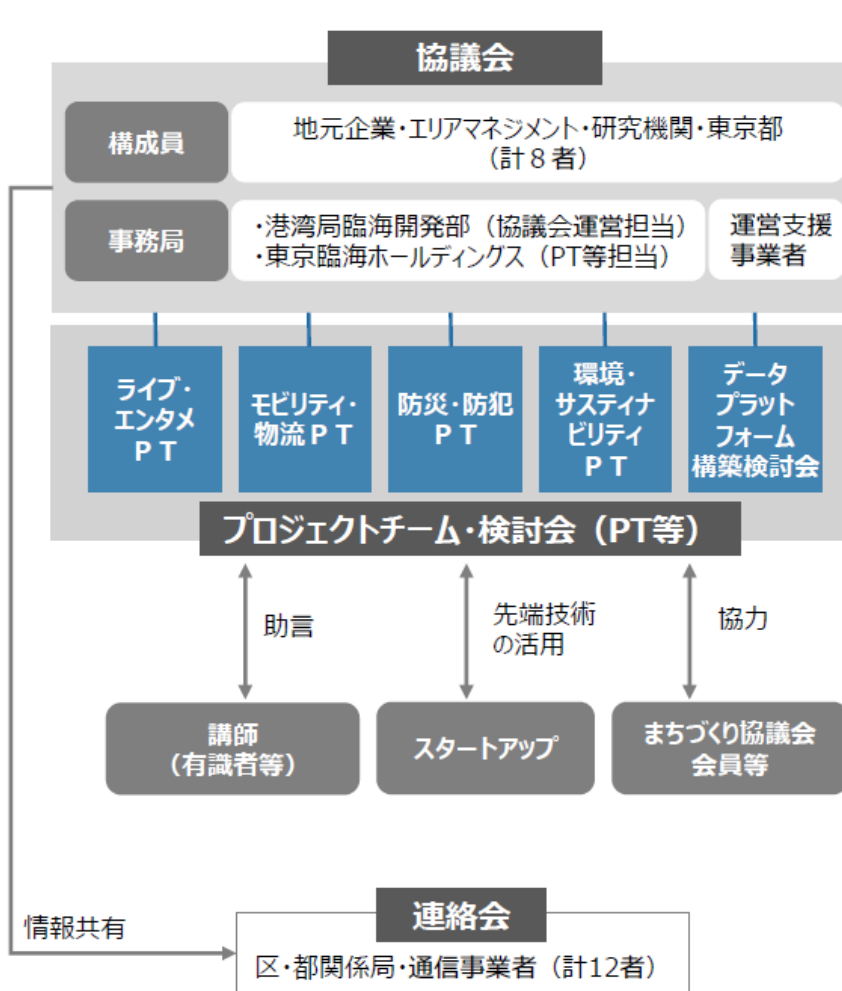 協議会
構成員
地元企業・エリアマネジメント・研究機関・東京都
（計８者）
事務局
・港湾局臨海開発部（協議会運営担当）
・東京臨海ホールディングス（PT等担当）
運営支援
事業者
ライブ・
エンタメ
ＰＴ
モビリティ・
物流ＰＴ
防災・防犯
ＰＴ
環境・
サスティナ
ビリティ
ＰＴ
データ
プラット
フォーム
構築検討会
プロジェクトチーム・検討会（PT等）
助言
先端技術
の活用
協力
講師
（有識者等）
スタートアップ
まちづくり協議会
会員等
情報共有
連絡会
区・都関係局・通信事業者（計12者）